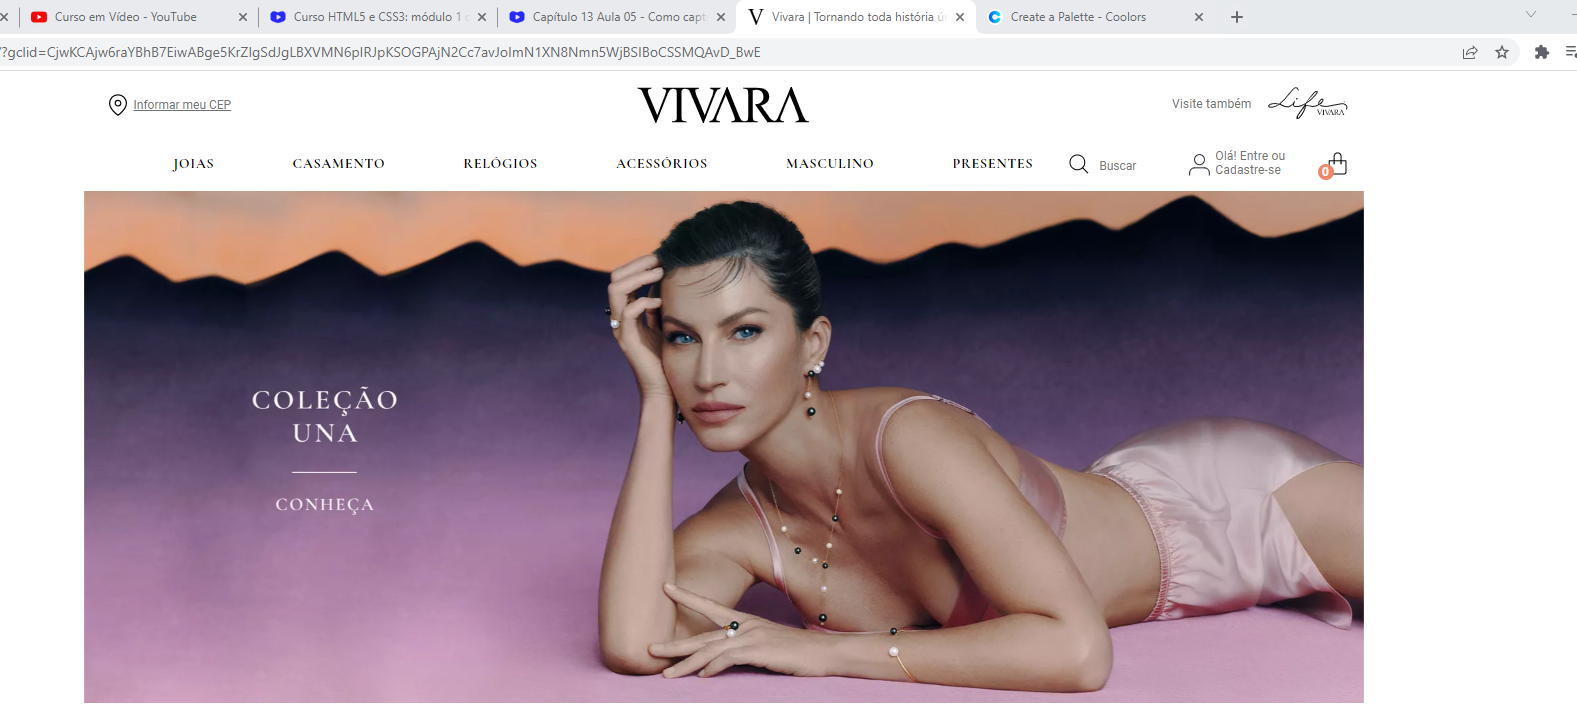 Curso em Vídeo - YouTube
Curso HTML5 e CSS3: módulo 1
Capítulo 13 Aula 05 - Como capt
Vivara | Tornando toda história ú
Create a Palette - Coolors
Informar meu CEP
VIVARA
Visite também
Life
VIVARA
JOIAS
CASAMENTO
RELÓGIOS
ACESSÓRIOS
MASCULINO
PRESENTES
Buscar
Olá! Entre ou
Cadastre-se
0
COLEÇÃO
UNA
CONHEÇA